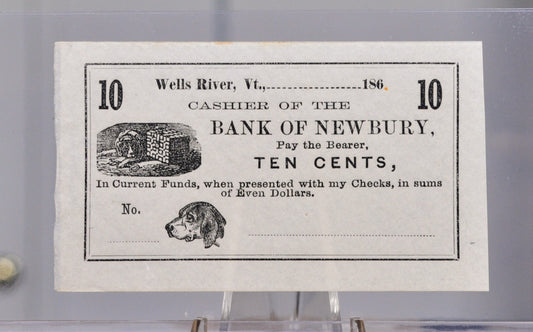 10 Wells River, Vt., 186 . 10
CASHIER OF THE
BANK OF NEWBURY,
Pay the Bearer,
TEN CENTS,
In Current Funds, when presented with my Checks, in sums
of Even Dollars.
No.